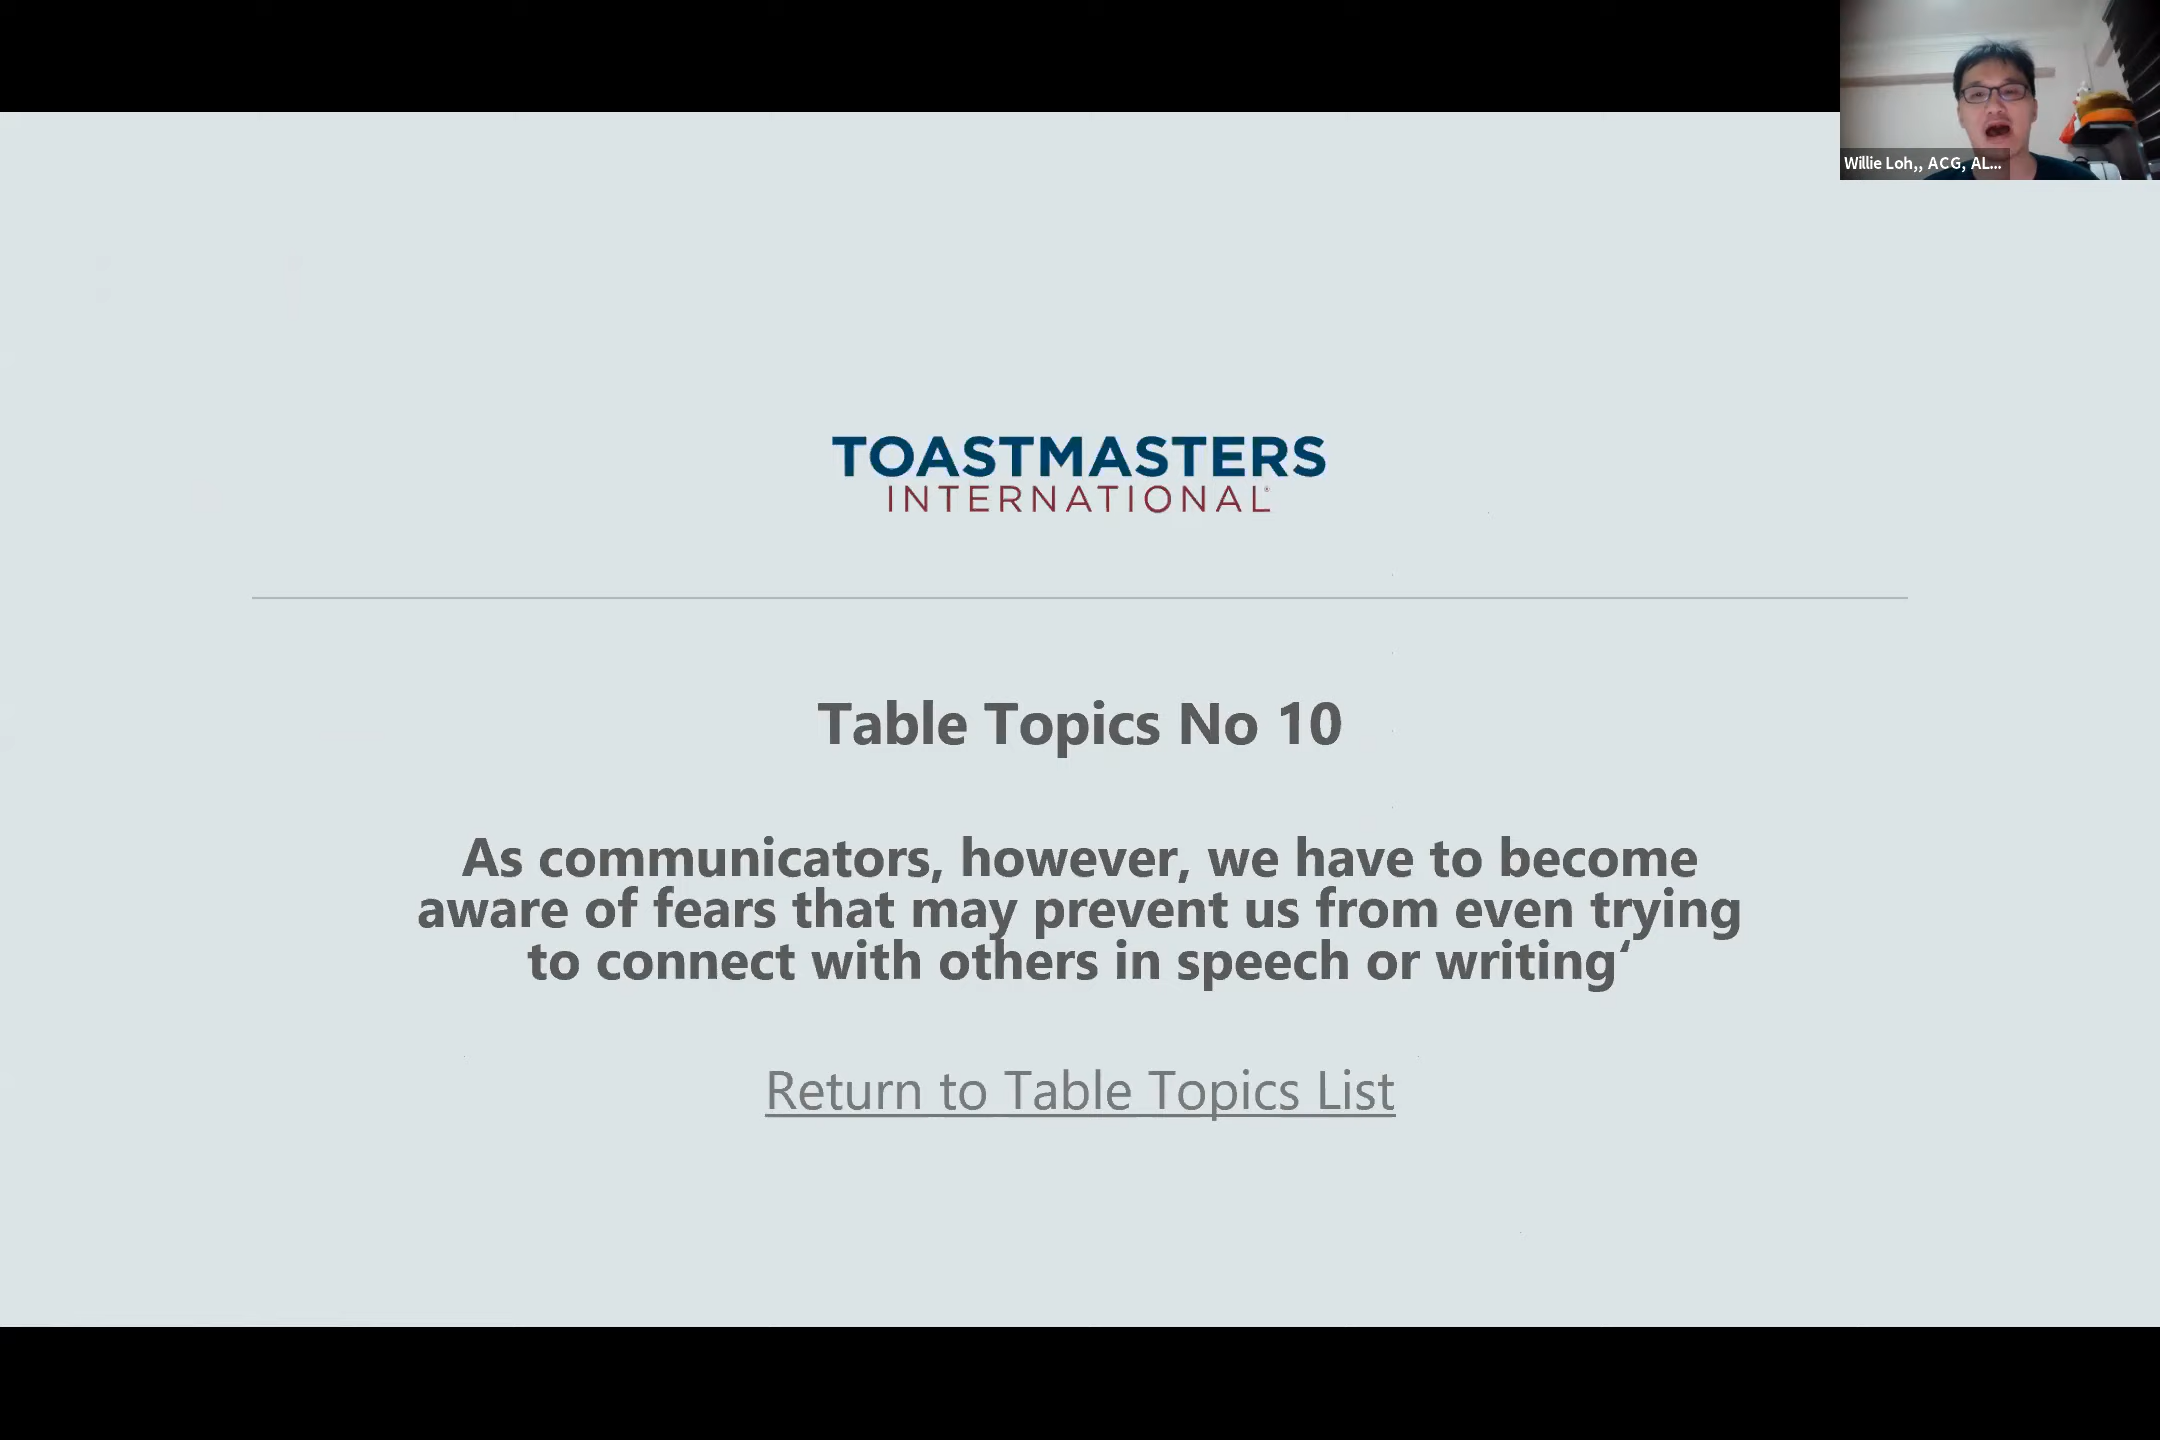 Willie Loh,, ACG, AL...
TOASTMASTERS
INTERNATIONAL
Table Topics No 10
As communicators, however, we have to become
aware of fears that may prevent us from even trying
to connect with others in speech or writing‘
Return to Table Topics List